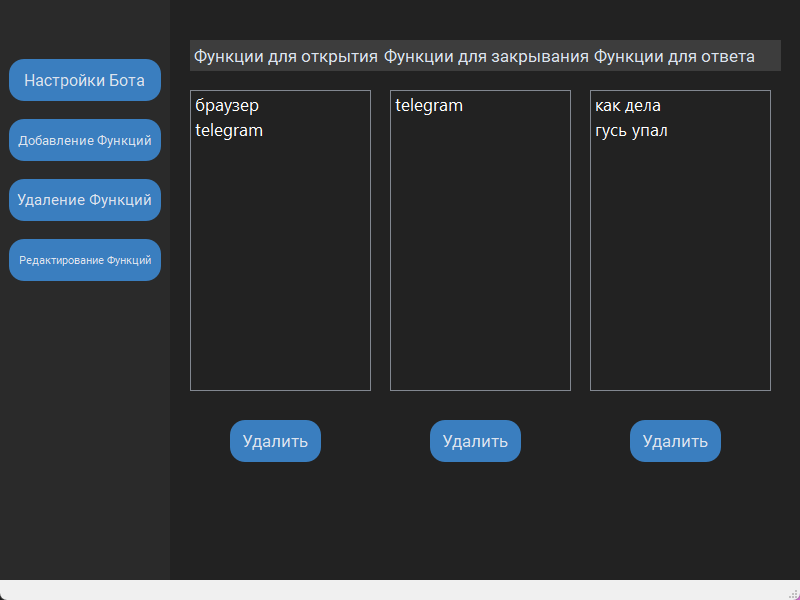 Настройки Бота
Добавление Функций
Удаление Функций
Редактирование Функций
Функции для открытия Функции для закрывания Функции для ответа
браузер
telegram
telegram
как дела
гусь упал
Удалить
Удалить
Удалить